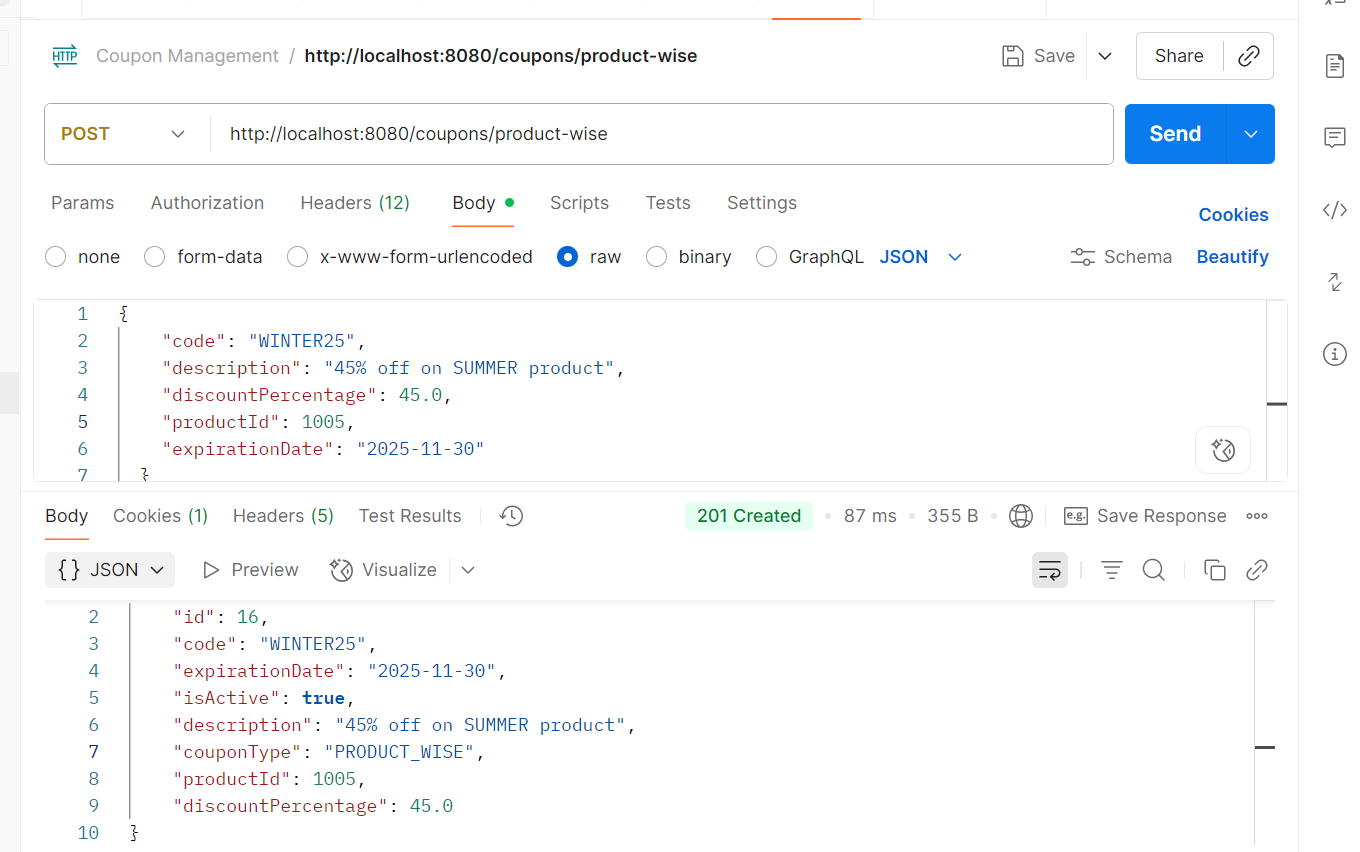 HTTP Coupon Management / http://localhost:8080/coupons/product-wise Save Share
POST http://localhost:8080/coupons/product-wise Send
Params Authorization Headers (12) Body Scripts Tests Settings Cookies
none form-data x-www-form-urlencoded raw binary GraphQL JSON Schema Beautify
1 {
2 "code": "WINTER25",
3 "description": "45% off on SUMMER product",
4 "discountPercentage": 45.0,
5 "productId": 1005,
6 "expirationDate": "2025-11-30"
7 }
Body Cookies (1) Headers (5) Test Results 201 Created 87 ms 355 B e.g. Save Response
{} JSON Preview Visualize
2 "id": 16,
3 "code": "WINTER25",
4 "expirationDate": "2025-11-30",
5 "isActive": true,
6 "description": "45% off on SUMMER product",
7 "couponType": "PRODUCT_WISE",
8 "productId": 1005,
9 "discountPercentage": 45.0
10 }